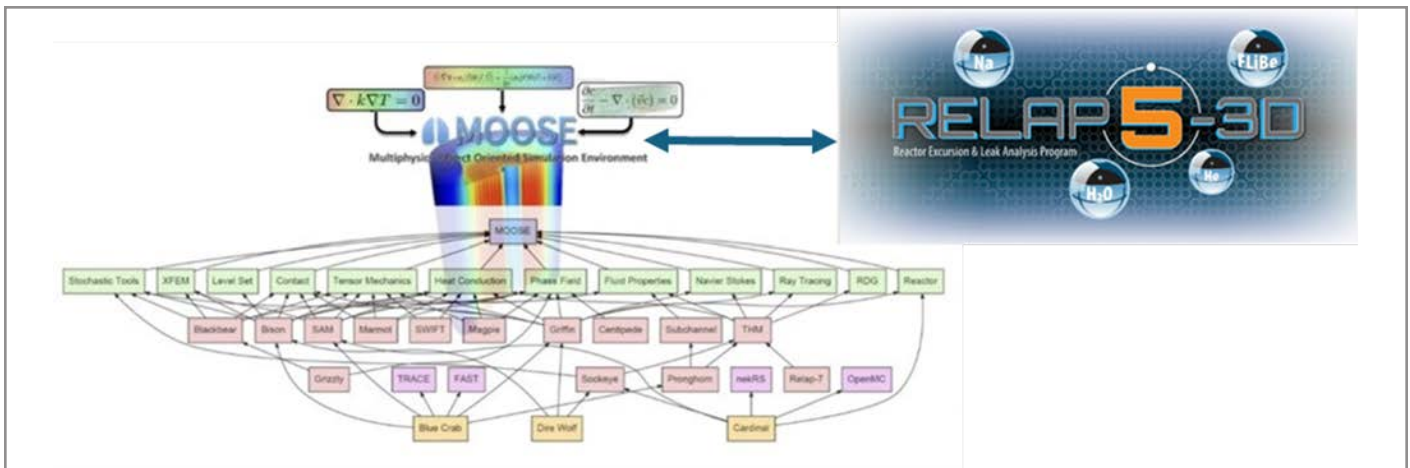 ∇ · k∇T = 0
∂c/∂t − ∇ · (v⃗c) = 0
MOOSE
Object Oriented Simulation Environment
Na
FLiBe
RELAP5-3D
Reactor Excursion & Leak Analysis Program
He
H₂O
MOOSE
Stochastic Tools XFEM Level Set Contact Tensor Mechanics Heat Conduction Phase Field Fluid Properties Navier Stokes Ray Tracing RDG Reactor
Blackbear Bison SAM Marmot SWIFT Magpie Griffin Centipede Subchannel THM
Grizzly TRACE FAST Sockeye Pronghorn nekRS Relap-7 OpenMC
Blue Crab Dire Wolf Cardinal